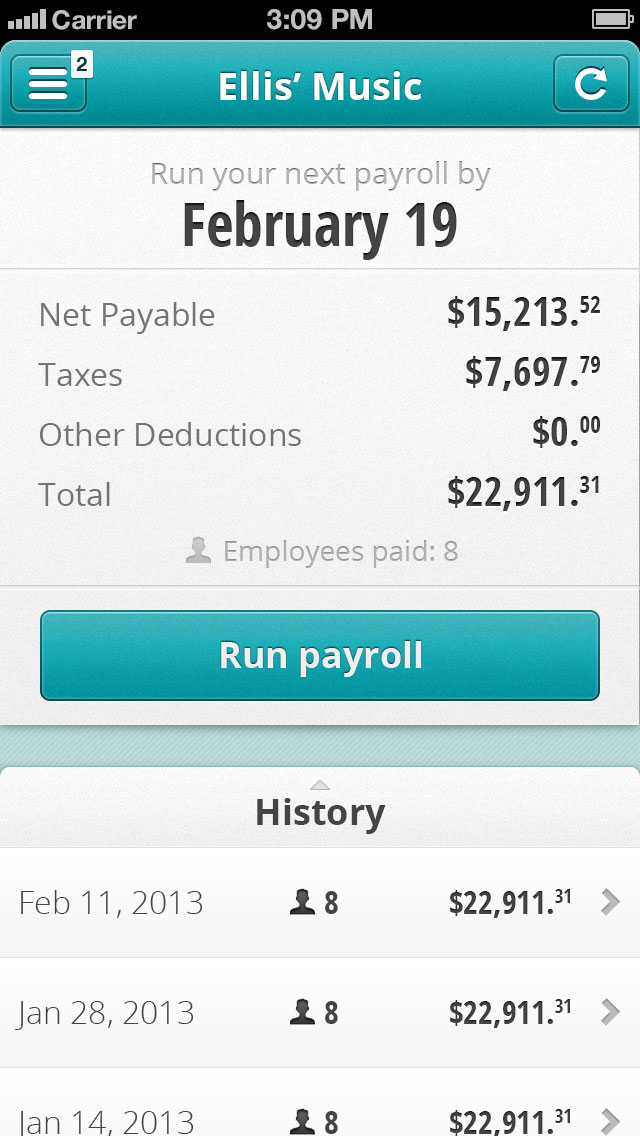 Carrier 3:09 PM
2
Ellis’ Music
Run your next payroll by
February 19
Net Payable $15,213.52
Taxes $7,697.79
Other Deductions $0.00
Total $22,911.31
Employees paid: 8
Run payroll
History
Feb 11, 2013 8 $22,911.31
Jan 28, 2013 8 $22,911.31
Jan 14, 2013 8 $22,911.31